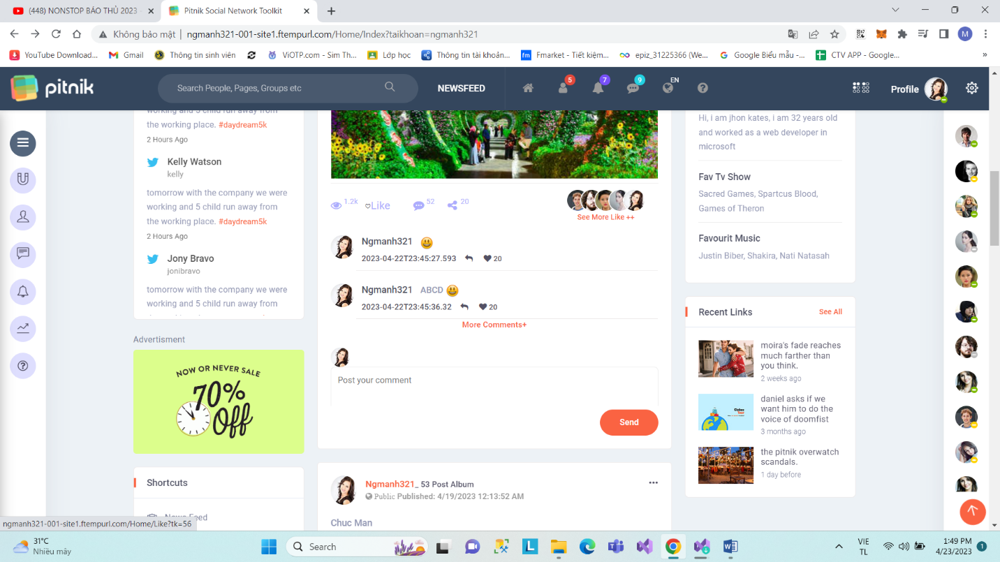 (448) NONSTOP BÁO THỦ 2023 -
Pitnik Social Network Toolkit
Không bảo mật | ngmanh321-001-site1.ftempurl.com/Home/Index?taikhoan=ngmanh321
M
YouTube Download...
Gmail
Thông tin sinh viên
ViOTP.com - Sim Th...
Lớp học
Thông tin tài khoản...
fm Fmarket - Tiết kiệm...
epiz_31225366 (We...
Google Biểu mẫu -...
CTV APP - Google...
»
pitnik
Search People, Pages, Groups etc
NEWSFEED
5
7
9
EN
Profile
working and 5 child run away from
the working place. #daydream5k
2 Hours Ago
Kelly Watson
kelly
tomorrow with the company we were
working and 5 child run away from
the working place. #daydream5k
2 Hours Ago
Jony Bravo
jonibravo
tomorrow with the company we were
working and 5 child run away from
Advertisment
NOW OR NEVER SALE
70%
Off
Shortcuts
News Feed
1.2k
Like
52
20
See More Like ++
Ngmanh321 😃
2023-04-22T23:45:27.593 20
Ngmanh321 ABCD 😃
2023-04-22T23:45:36.32 20
More Comments+
Post your comment
Send
Ngmanh321_ 53 Post Album
Public Published: 4/19/2023 12:13:52 AM
Chuc Man
Hi, i am jhon kates, i am 32 years old
and worked as a web developer in
microsoft
Fav Tv Show
Sacred Games, Spartcus Blood,
Games of Theron
Favourit Music
Justin Biber, Shakira, Nati Natasah
Recent Links
See All
moira's fade reaches
much farther than
you think.
2 weeks ago
daniel asks if we
want him to do the
voice of doomfist
3 months ago
the pitnik overwatch
scandals.
1 day before
ngmanh321-001-site1.ftempurl.com/Home/Like?tk=56
31°C
Nhiều mây
Search
L
VIE
TL
1:49 PM
4/23/2023
1